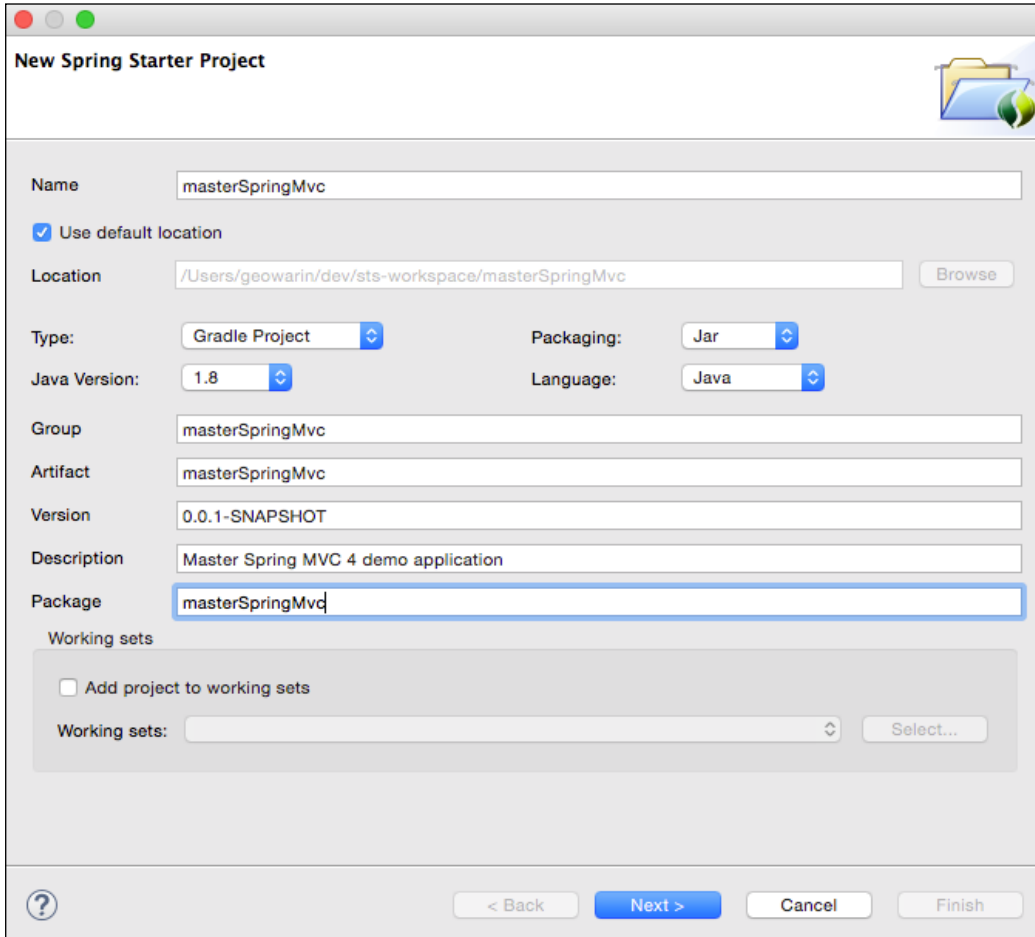 New Spring Starter Project
Name masterSpringMvc
Use default location
Location /Users/geowarin/dev/sts-workspace/masterSpringMvc Browse
Type: Gradle Project Packaging: Jar
Java Version: 1.8 Language: Java
Group masterSpringMvc
Artifact masterSpringMvc
Version 0.0.1-SNAPSHOT
Description Master Spring MVC 4 demo application
Package masterSpringMvc
Working sets
Add project to working sets
Working sets: Select...
? < Back Next > Cancel Finish